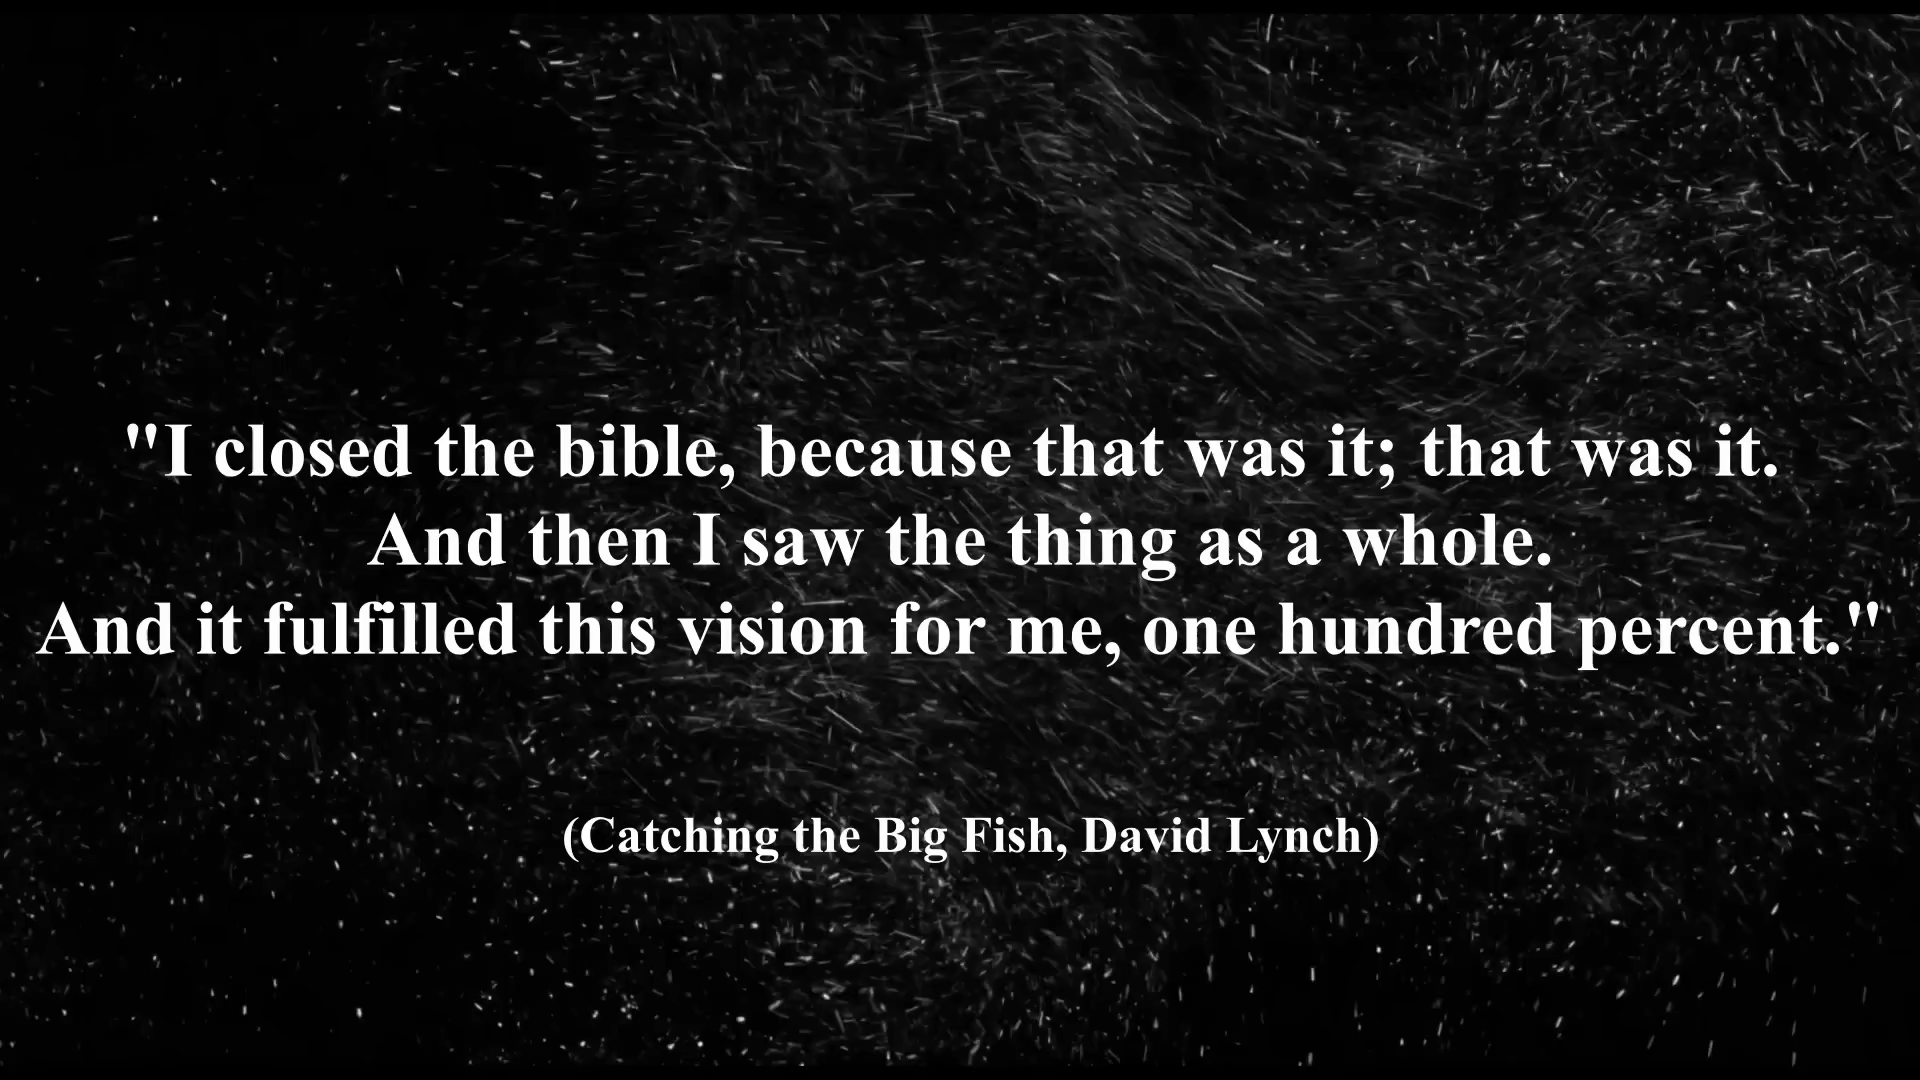 "I closed the bible, because that was it; that was it.
And then I saw the thing as a whole.
And it fulfilled this vision for me, one hundred percent."
(Catching the Big Fish, David Lynch)